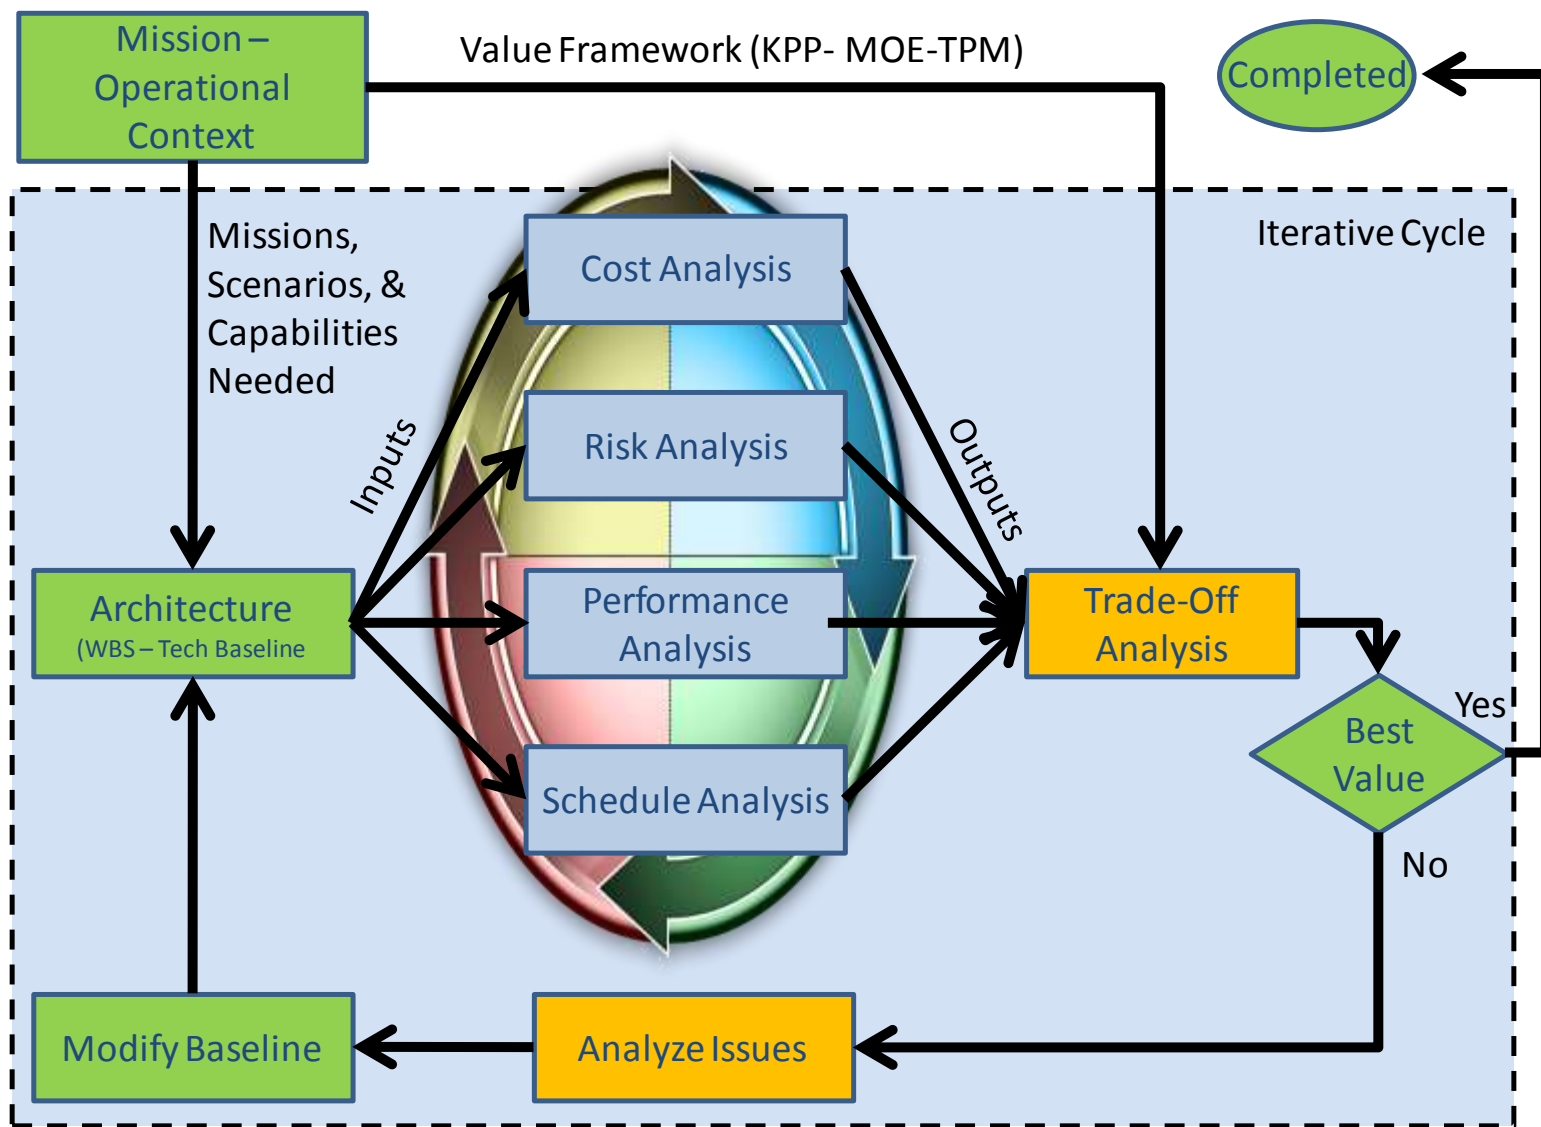 Mission –
Operational
Context
Value Framework (KPP- MOE-TPM)
Completed
Missions,
Scenarios, &
Capabilities
Needed
Iterative Cycle
Cost Analysis
Inputs
Risk Analysis
Outputs
Architecture
(WBS – Tech Baseline
Performance
Analysis
Trade-Off
Analysis
Schedule Analysis
Best
Value
Yes
No
Modify Baseline
Analyze Issues